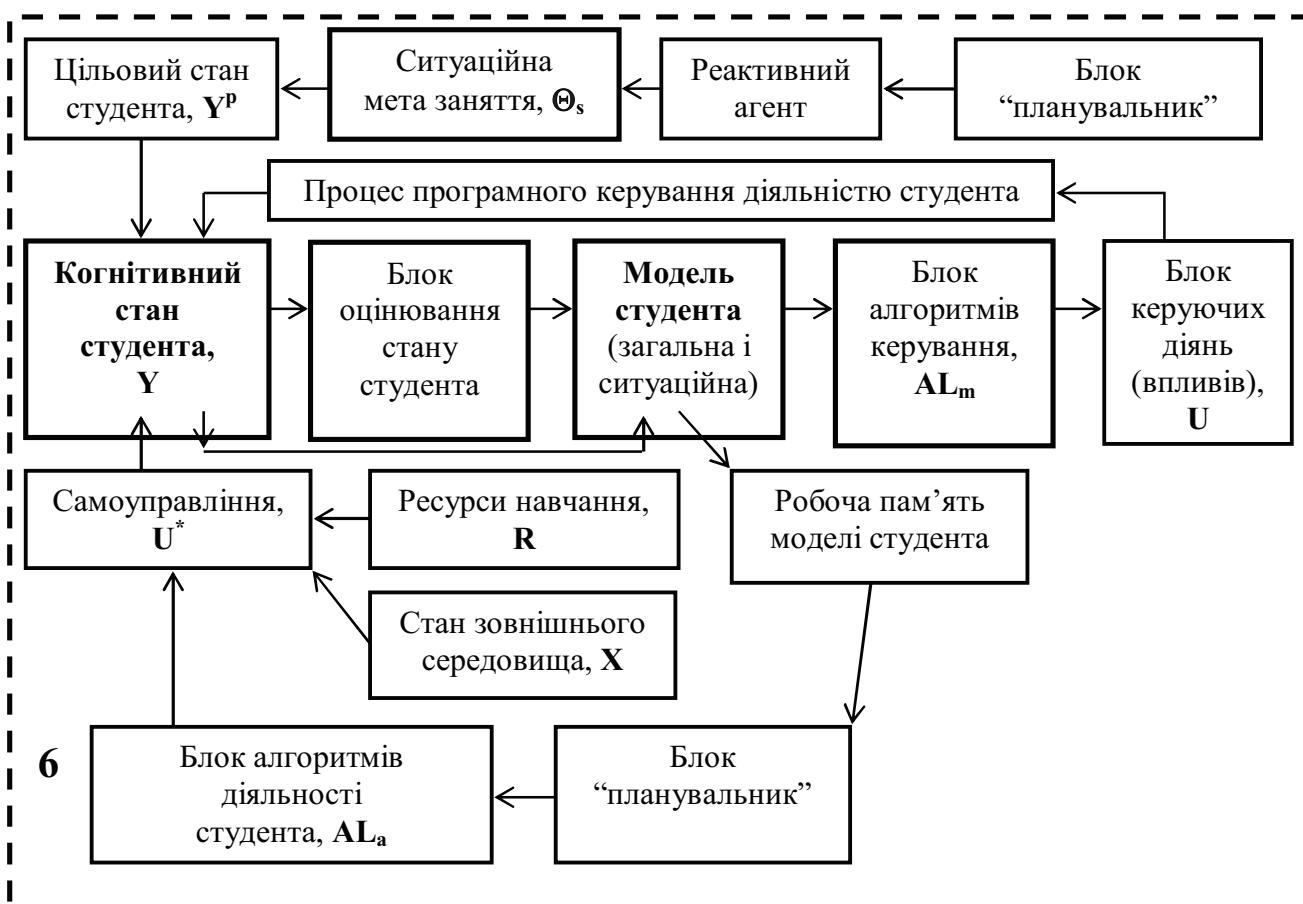 Цільовий стан
студента, Yᵖ
Ситуаційна
мета заняття, Θₛ
Реактивний
агент
Блок
“планувальник”
Процес програмного керування діяльністю студента
Когнітивний
стан
студента,
Y
Блок
оцінювання
стану
студента
Модель
студента
(загальна і
ситуаційна)
Блок
алгоритмів
керування,
ALₘ
Блок
керуючих
діянь
(впливів),
U
Самоуправління,
U*
Ресурси навчання,
R
Робоча пам’ять
моделі студента
Стан зовнішнього
середовища, X
6
Блок алгоритмів
діяльності
студента, ALₐ
Блок
“планувальник”